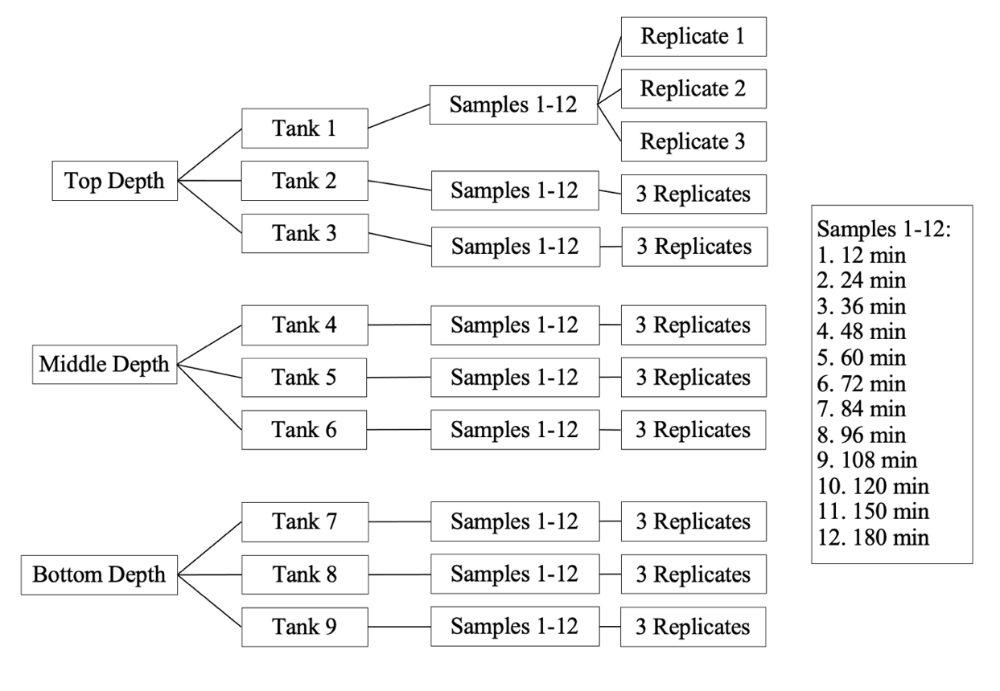 Replicate 1
Replicate 2
Replicate 3
Samples 1-12
Tank 1
Top Depth
Tank 2
Samples 1-12
3 Replicates
Tank 3
Samples 1-12
3 Replicates
Middle Depth
Tank 4
Samples 1-12
3 Replicates
Tank 5
Samples 1-12
3 Replicates
Tank 6
Samples 1-12
3 Replicates
Bottom Depth
Tank 7
Samples 1-12
3 Replicates
Tank 8
Samples 1-12
3 Replicates
Tank 9
Samples 1-12
3 Replicates
Samples 1-12:
1. 12 min
2. 24 min
3. 36 min
4. 48 min
5. 60 min
6. 72 min
7. 84 min
8. 96 min
9. 108 min
10. 120 min
11. 150 min
12. 180 min